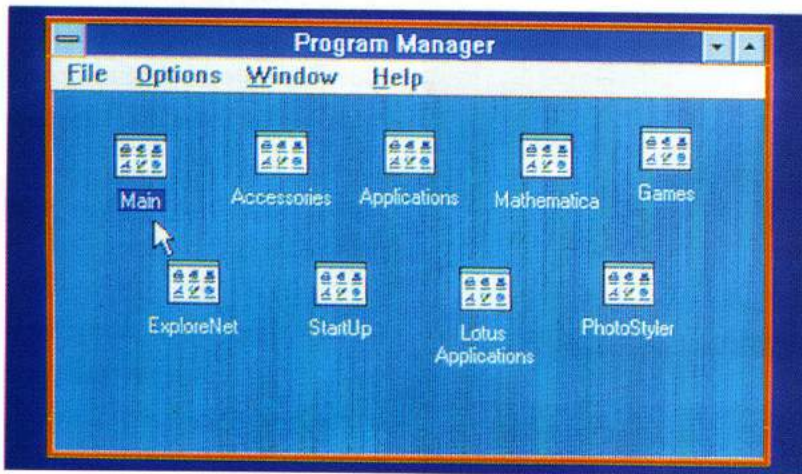 Program Manager
File Options Window Help
Main Accessories Applications Mathematica Games
ExploreNet StartUp Lotus Applications PhotoStyler